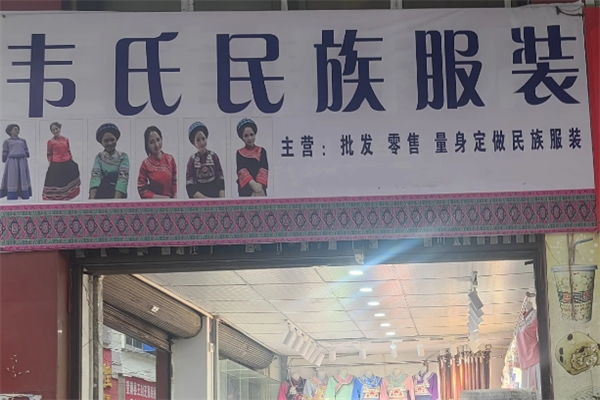 韦氏民族服装
主营：批发 零售 量身定做民族服装